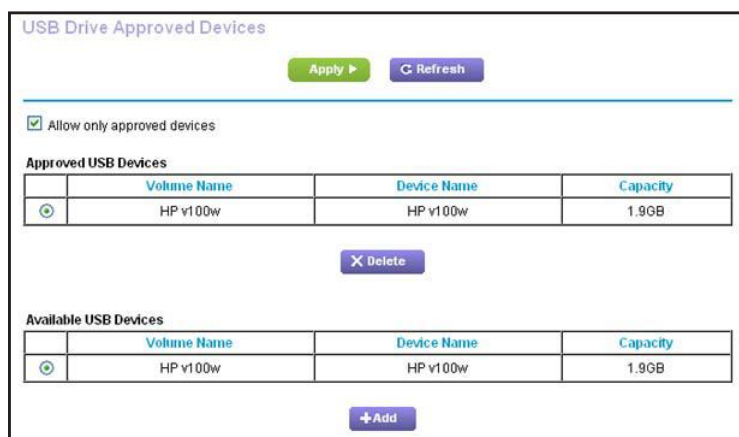 USB Drive Approved Devices
Apply Refresh
Allow only approved devices
Approved USB Devices
Volume Name Device Name Capacity
HP v100w HP v100w 1.9GB
Delete
Available USB Devices
Volume Name Device Name Capacity
HP v100w HP v100w 1.9GB
+Add